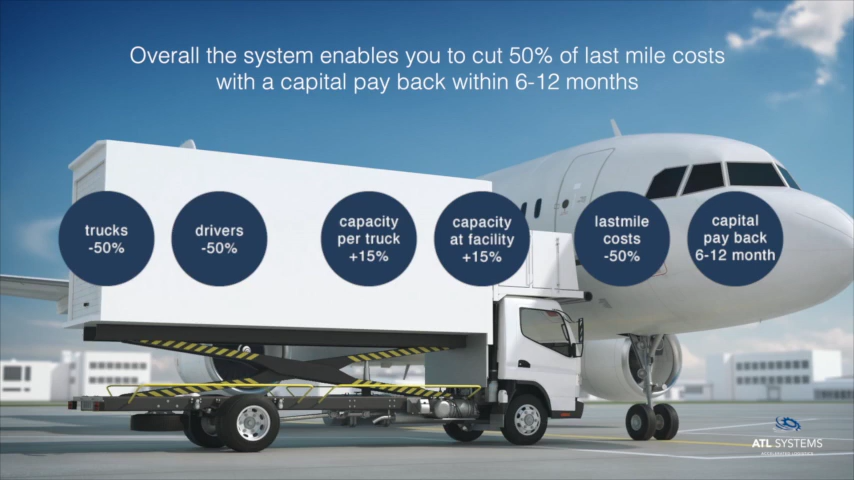 Overall the system enables you to cut 50% of last mile costs
with a capital pay back within 6-12 months
trucks
-50%
drivers
-50%
capacity
per truck
+15%
capacity
at facility
+15%
lastmile
costs
-50%
capital
pay back
6-12 month
ATL SYSTEMS
ACCELERATED LOGISTICS